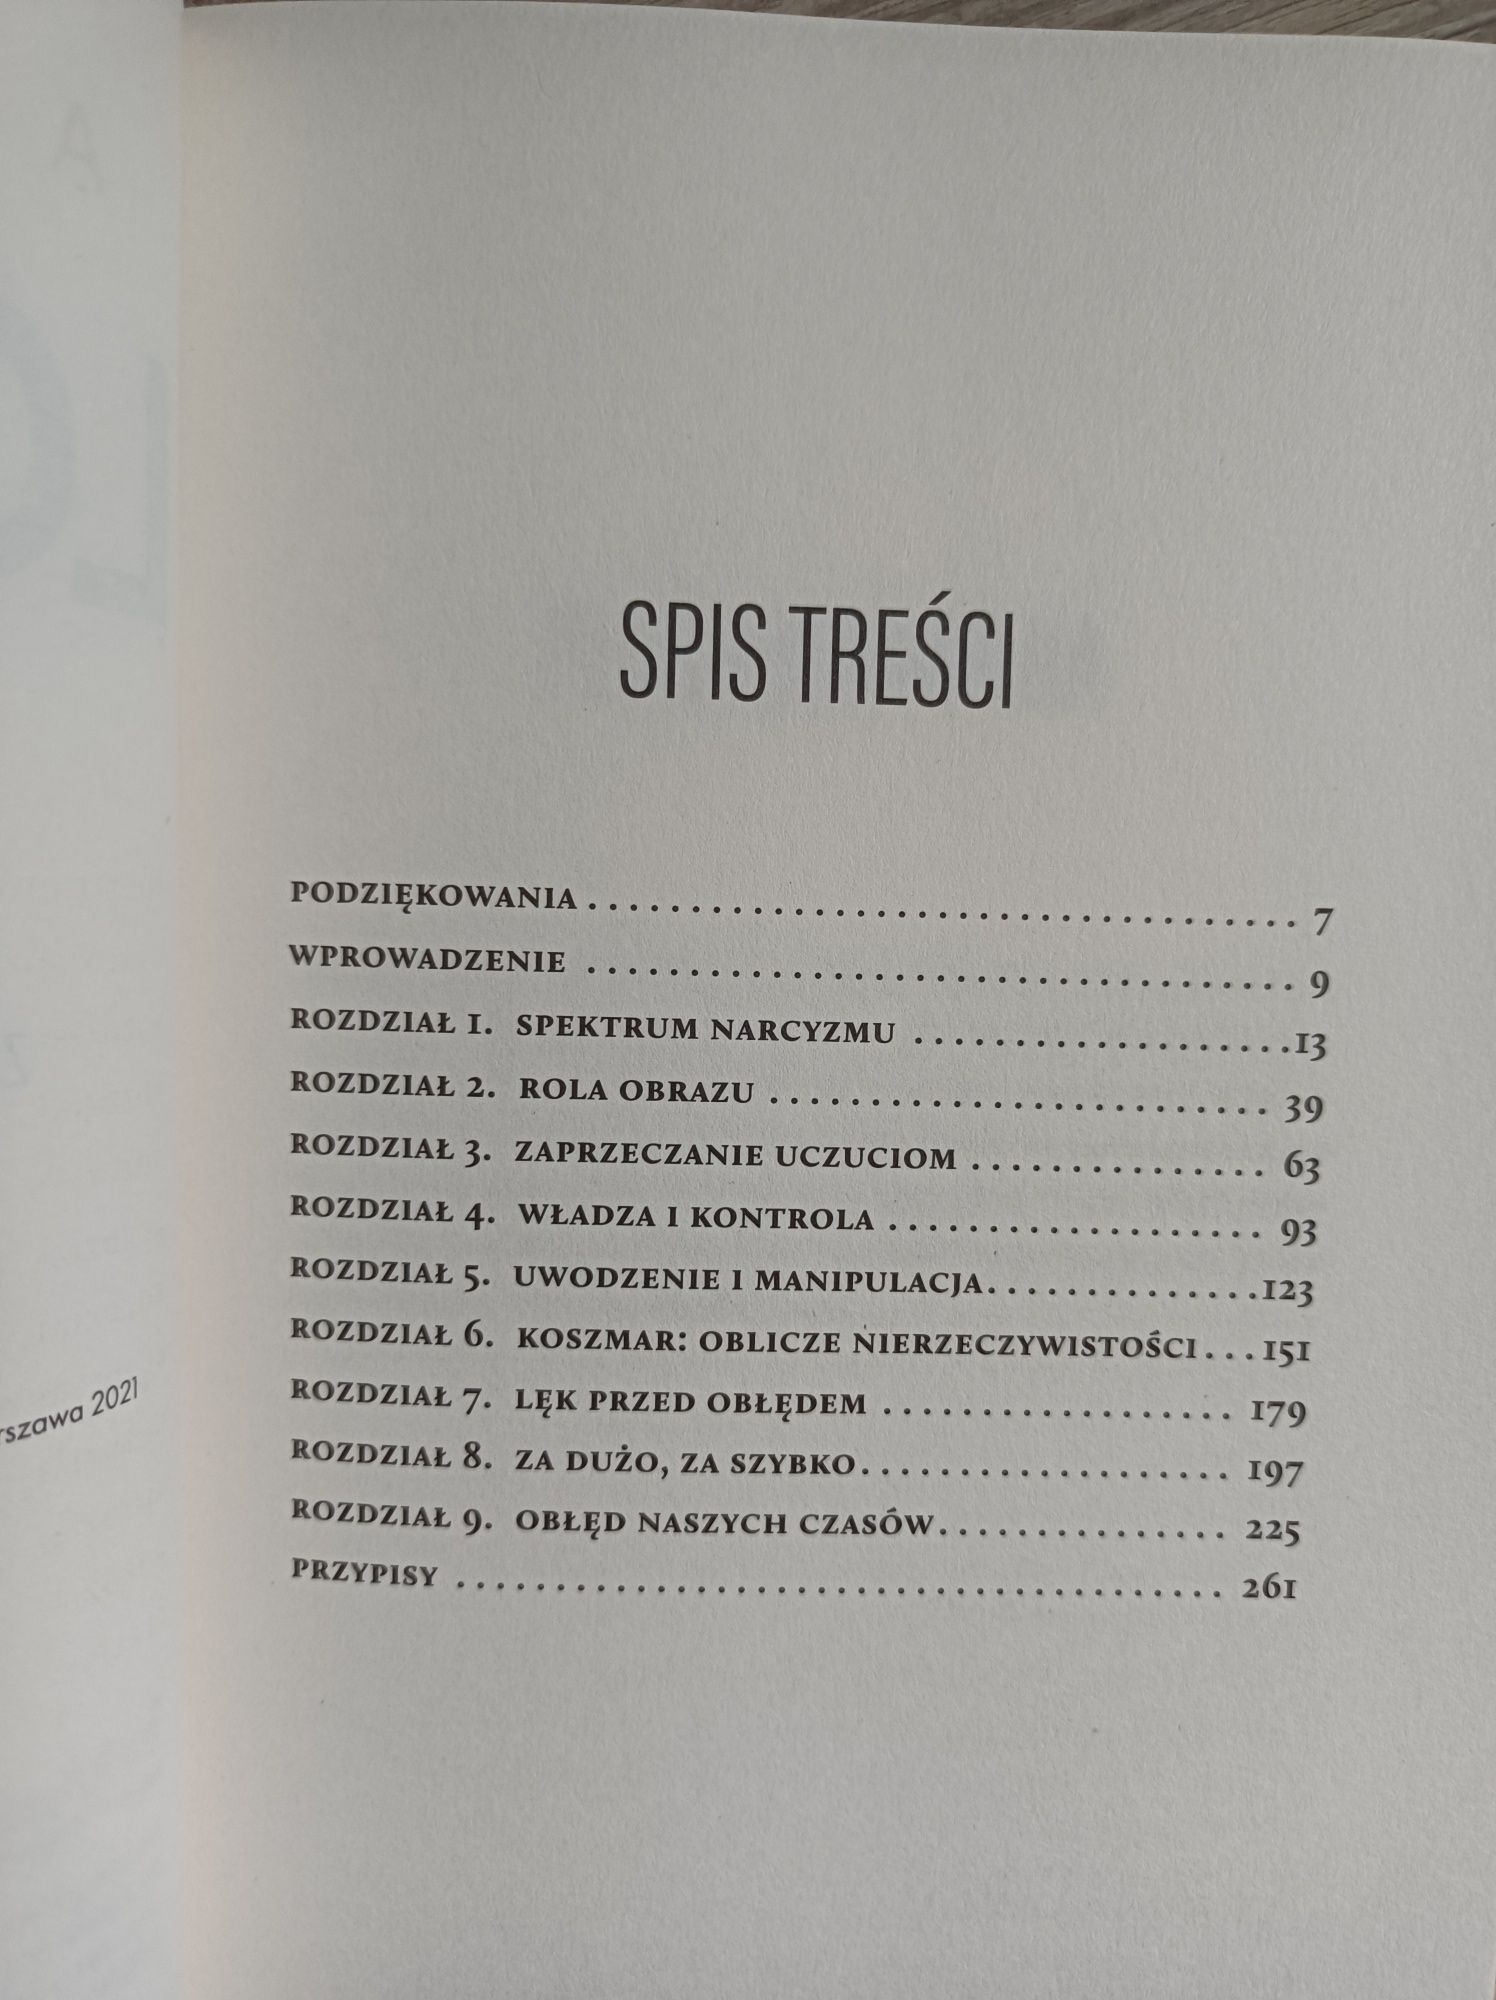 SPIS TREŚCI
PODZIĘKOWANIA . . . . . . . . . . . . . . . . . . . . . . . . . . . . . . . . . . . 7
WPROWADZENIE . . . . . . . . . . . . . . . . . . . . . . . . . . . . . . . . . . . 9
ROZDZIAŁ 1. SPEKTRUM NARCYZMU . . . . . . . . . . . . . . . . . . . 13
ROZDZIAŁ 2. ROLA OBRAZU . . . . . . . . . . . . . . . . . . . . . . . . . 39
ROZDZIAŁ 3. ZAPRZECZANIE UCZUCIOM . . . . . . . . . . . . . . . 63
ROZDZIAŁ 4. WŁADZA I KONTROLA . . . . . . . . . . . . . . . . . . . 93
ROZDZIAŁ 5. UWODZENIE I MANIPULACJA . . . . . . . . . . . . . . 123
ROZDZIAŁ 6. KOSZMAR: OBLICZE NIERZECZYWISTOŚCI . . . 151
ROZDZIAŁ 7. LĘK PRZED OBŁĘDEM . . . . . . . . . . . . . . . . . . 179
ROZDZIAŁ 8. ZA DUŻO, ZA SZYBKO . . . . . . . . . . . . . . . . . . . 197
ROZDZIAŁ 9. OBŁĘD NASZYCH CZASÓW . . . . . . . . . . . . . . . 225
PRZYPISY . . . . . . . . . . . . . . . . . . . . . . . . . . . . . . . . . . . . . . . 261
rszawa 2021